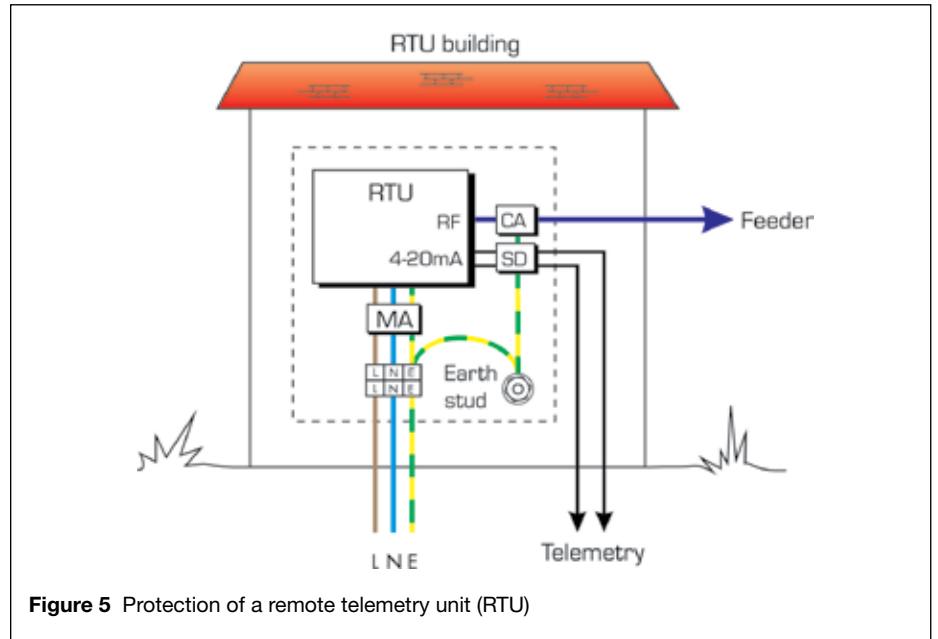 RTU building
RTU
RF
CA
Feeder
4-20mA
SD
MA
L N E
L N E
Earth
stud
L N E
Telemetry
Figure 5 Protection of a remote telemetry unit (RTU)